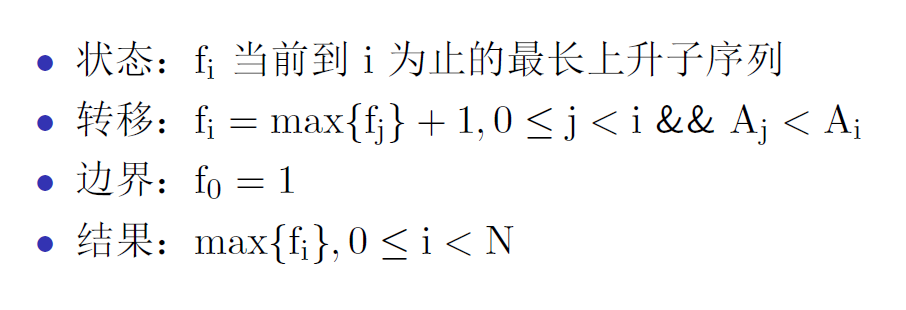 • 状态：fᵢ 当前到 i 为止的最长上升子序列
• 转移：fᵢ = max{fⱼ} + 1, 0 ≤ j < i && Aⱼ < Aᵢ
• 边界：f₀ = 1
• 结果：max{fᵢ}, 0 ≤ i < N